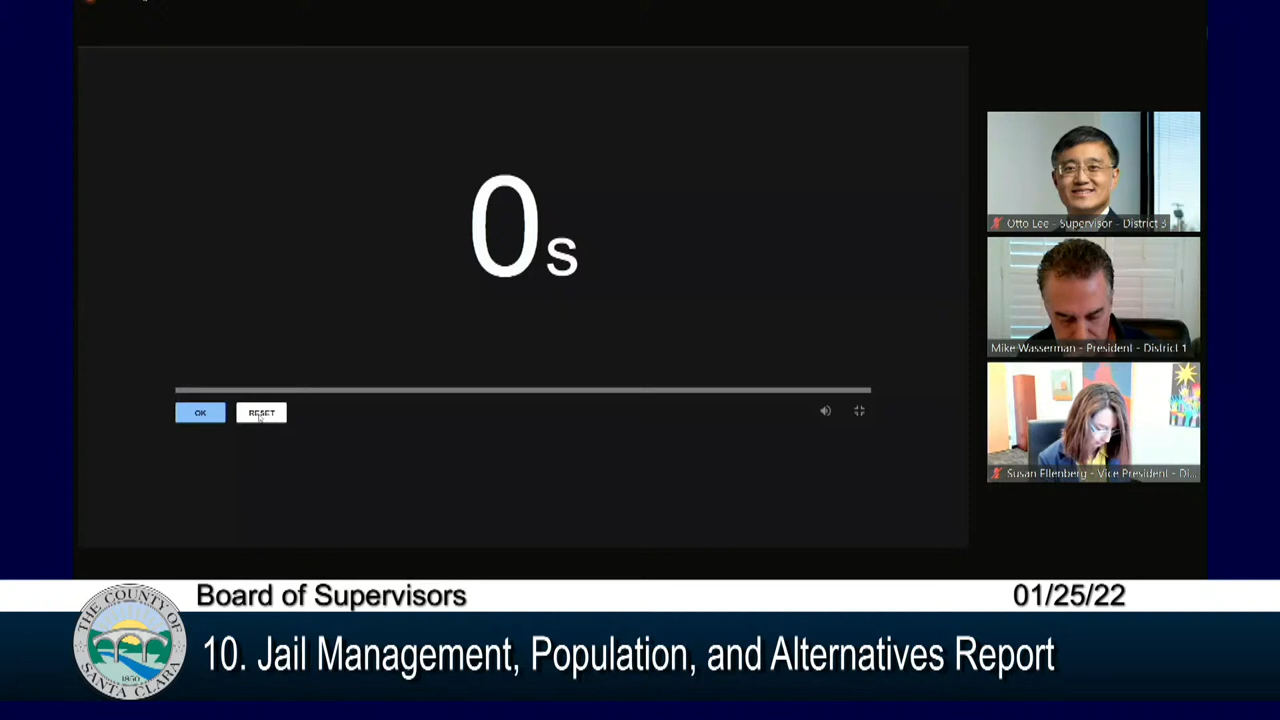 0s
OK
RESET
Otto Lee - Supervisor - District 3
Mike Wasserman - President - District 1
Susan Ellenberg - Vice President - Di...
Board of Supervisors
01/25/22
THE COUNTY OF
SANTA CLARA
1850
10. Jail Management, Population, and Alternatives Report